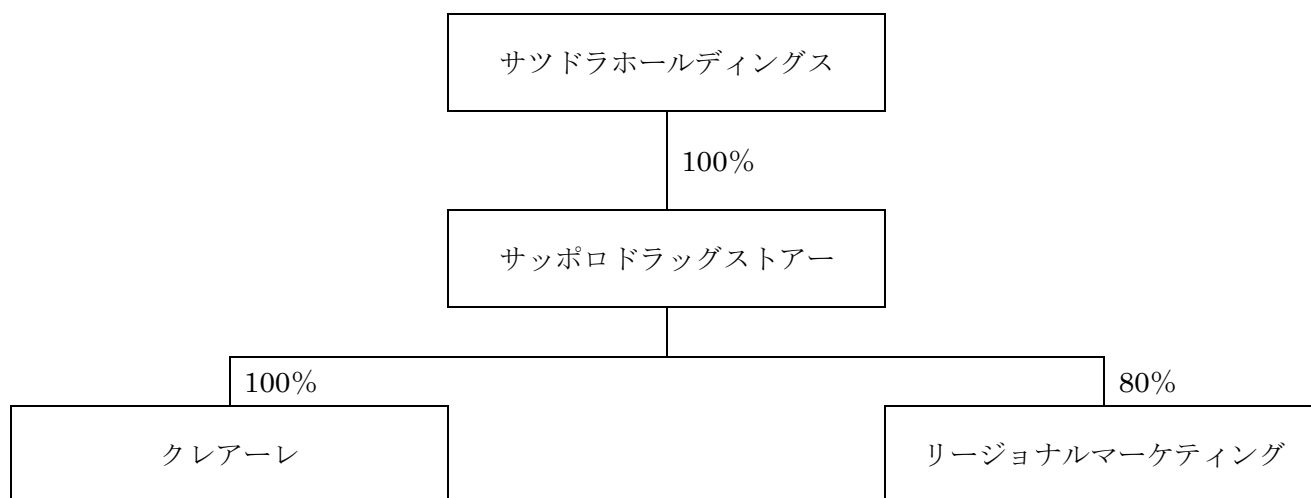 サツドラホールディングス
100%
サッポロドラッグストアー
100%
80%
クレアーレ
リージョナルマーケティング